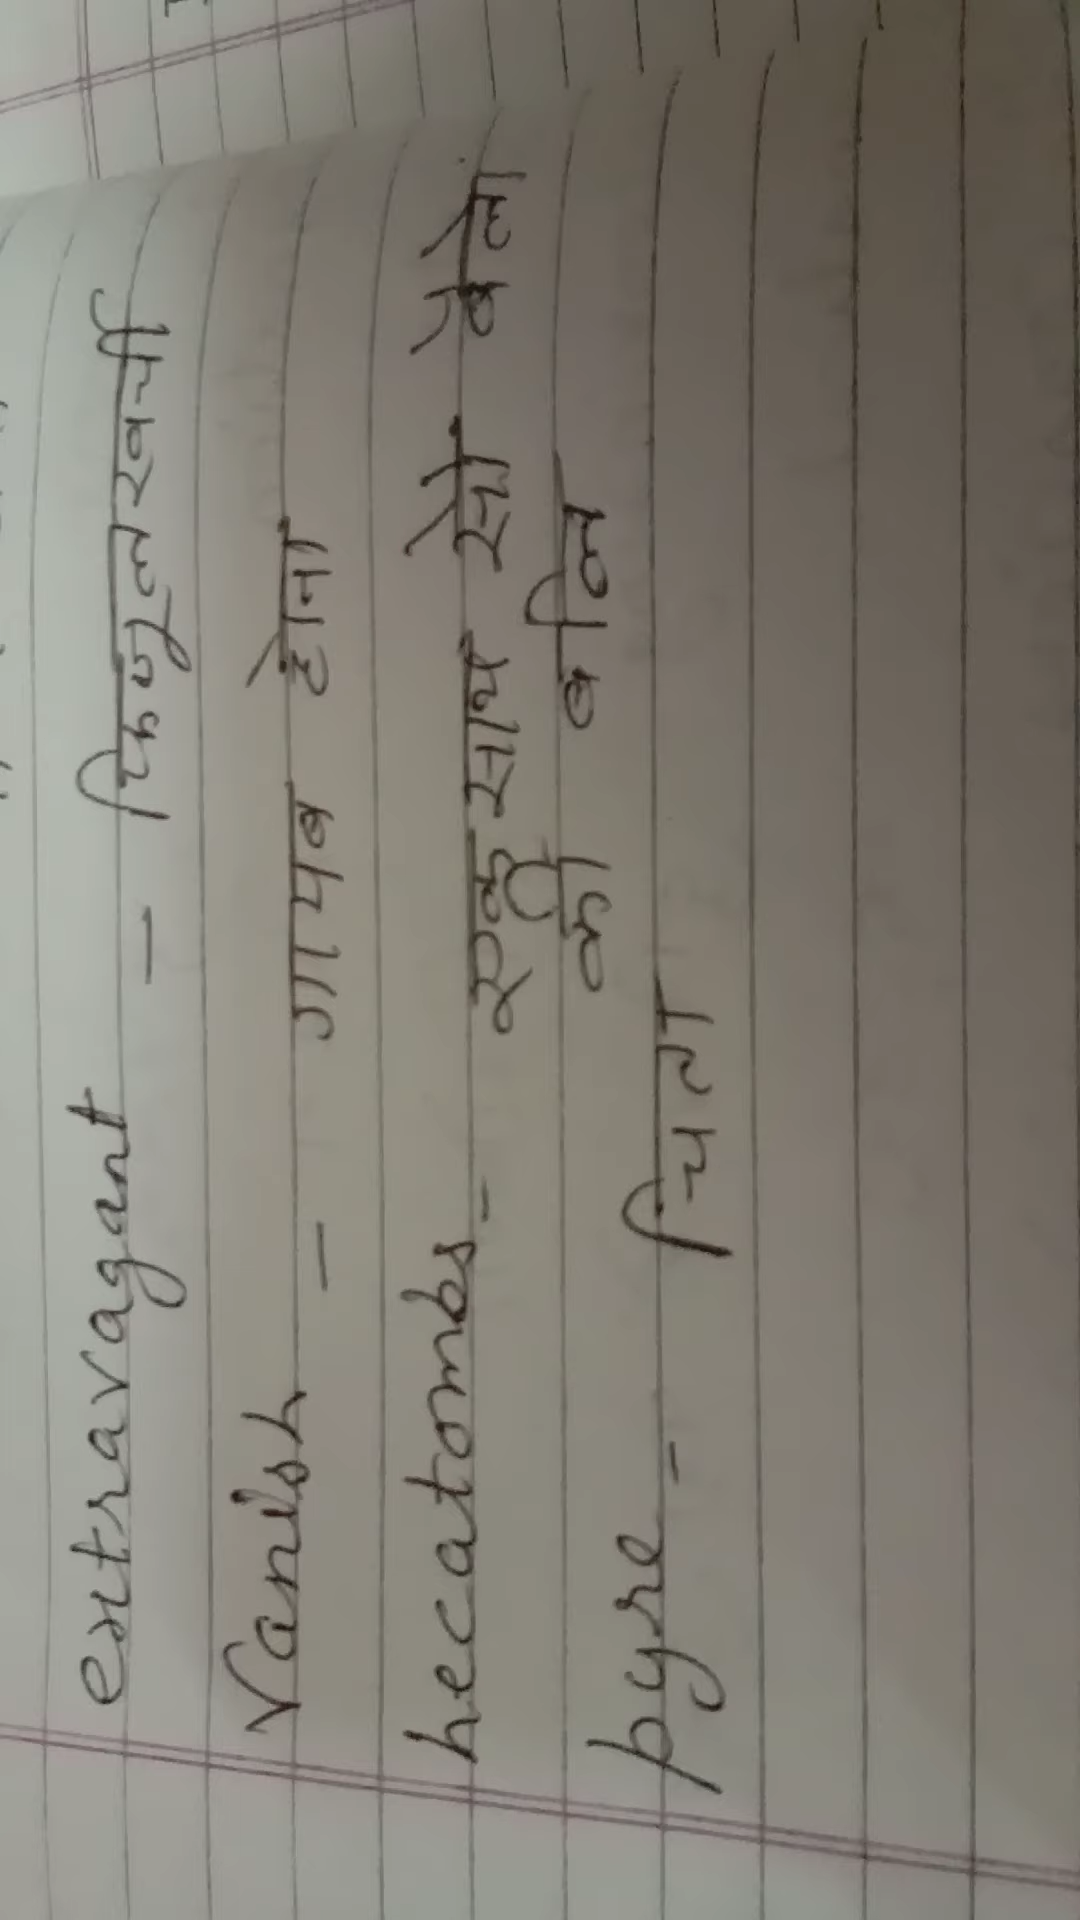 extravagant - फिजूलखर्ची
Vanish - गायब होना
hecatombs - एक साथ सौ बैलो
की बलि
pyre - चिता